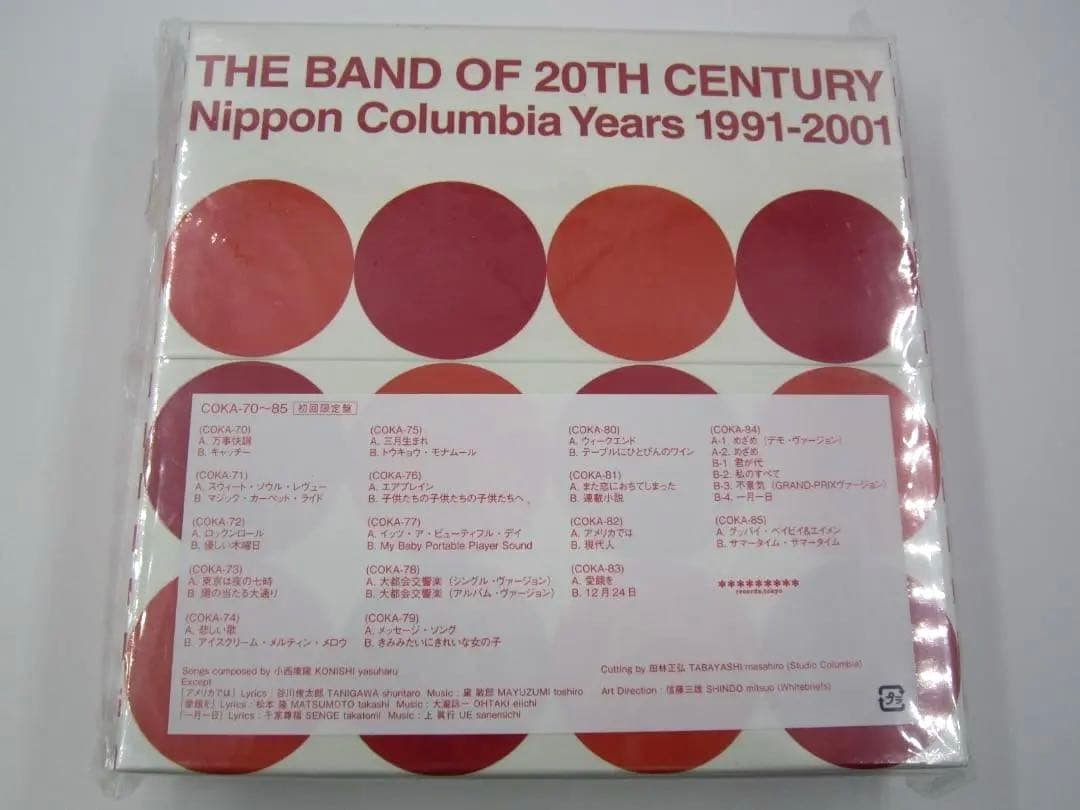 THE BAND OF 20TH CENTURY
Nippon Columbia Years 1991-2001
COKA-70～85 初回限定盤
(COKA-70)
A. 万事快調
B. キャッチー
(COKA-71)
A. スウィート・ソウル・レヴュー
B. マジック・カーペット・ライド
(COKA-72)
A. ロックンロール
B. 優しい木曜日
(COKA-73)
A. 東京は夜の七時
B. 陽の当たる大通り
(COKA-74)
A. 悲しい歌
B. アイスクリーム・メルティン・メロウ
(COKA-75)
A. 三月生まれ
B. トウキョウ・モナムール
(COKA-76)
A. エアプレイン
B. 子供たちの子供たちの子供たちへ
(COKA-77)
A. イッツ・ア・ビューティフル・デイ
B. My Baby Portable Player Sound
(COKA-78)
A. 大都会交響楽（シングル・ヴァージョン）
B. 大都会交響楽（アルバム・ヴァージョン）
(COKA-79)
A. メッセージ・ソング
B. きみみたいにきれいな女の子
(COKA-80)
A. ウィークエンド
B. テーブルにひとびんのワイン
(COKA-81)
A. また恋におちてしまった
B. 連載小説
(COKA-82)
A. アメリカでは
B. 現代人
(COKA-83)
A. 愛餓を
B. 12月24日
(COKA-84)
A-1. めざめ（デモ・ヴァージョン）
A-2. めざめ
B-1. 君が代
B-2. 私のすべて
B-3. 不景気（GRAND-PRIXヴァージョン）
B-4. 一月一日
(COKA-85)
A. グッバイ・ベイビイ&エイメン
B. サマータイム・サマータイム
*********
records,tokyo
Songs composed by 小西康陽 KONISHI yasuharu
Except
「アメリカでは」Lyrics：谷川俊太郎 TANIGAWA shuntaro Music：黛 敏郎 MAYUZUMI toshiro
「愛餓を」Lyrics：松本 隆 MATSUMOTO takashi Music：大瀧詠一 OHTAKI eiichi
「一月一日」Lyrics：千家尊福 SENGE takatomi Music：上 真行 UE sanemichi
Cutting by 田林正弘 TABAYASHI masahiro (Studio Columbia)
Art Direction：信藤三雄 SHINDO mitsuo (Whitebriefs)
プラ